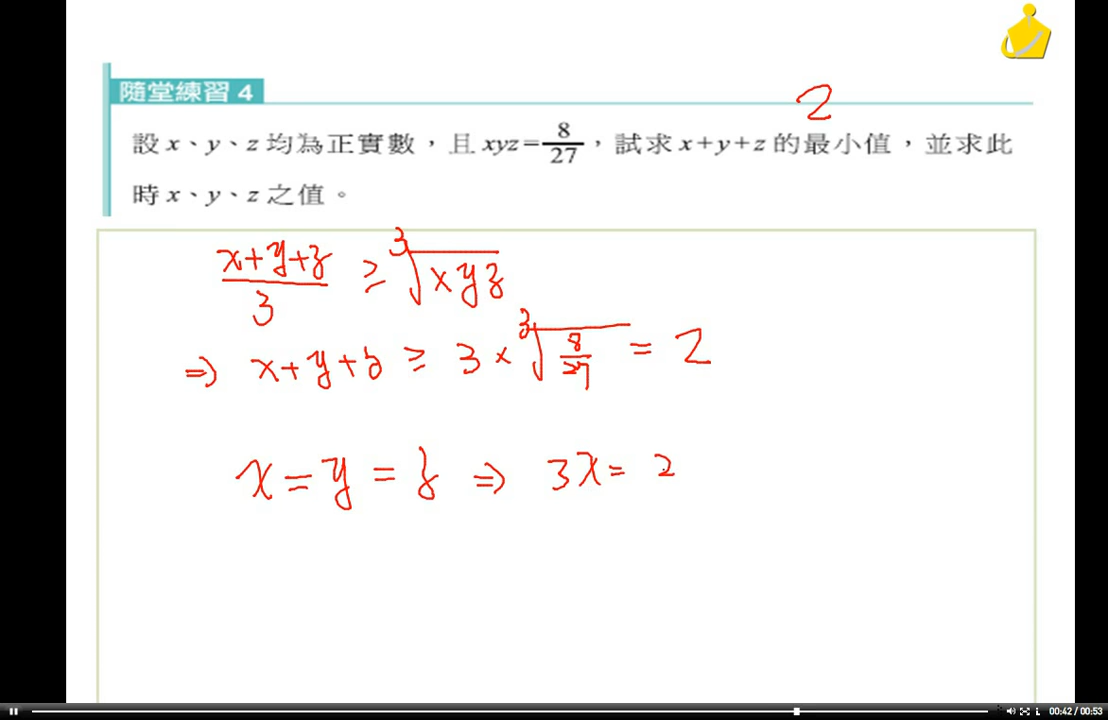 隨堂練習 4
2
設 x、y、z 均為正實數，且 xyz=8/27，試求 x+y+z 的最小值，並求此
時 x、y、z 之值。
(x+y+z)/3 ≥ ∛(xyz)
⇒ x+y+z ≥ 3×∛(8/27) = 2
x = y = z ⇒ 3x = 2
00:42 / 00:53